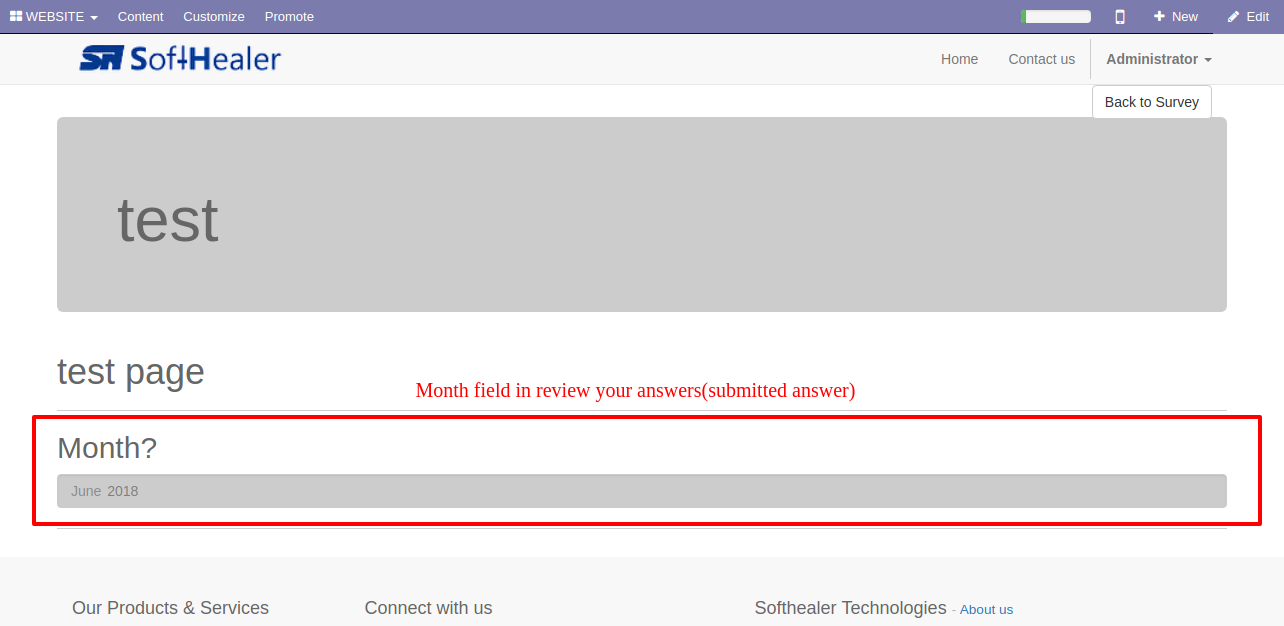 WEBSITE Content Customize Promote New Edit
SoftHealer Home Contact us Administrator
Back to Survey
test
test page
Month field in review your answers(submitted answer)
Month?
June 2018
Our Products & Services Connect with us Softhealer Technologies - About us